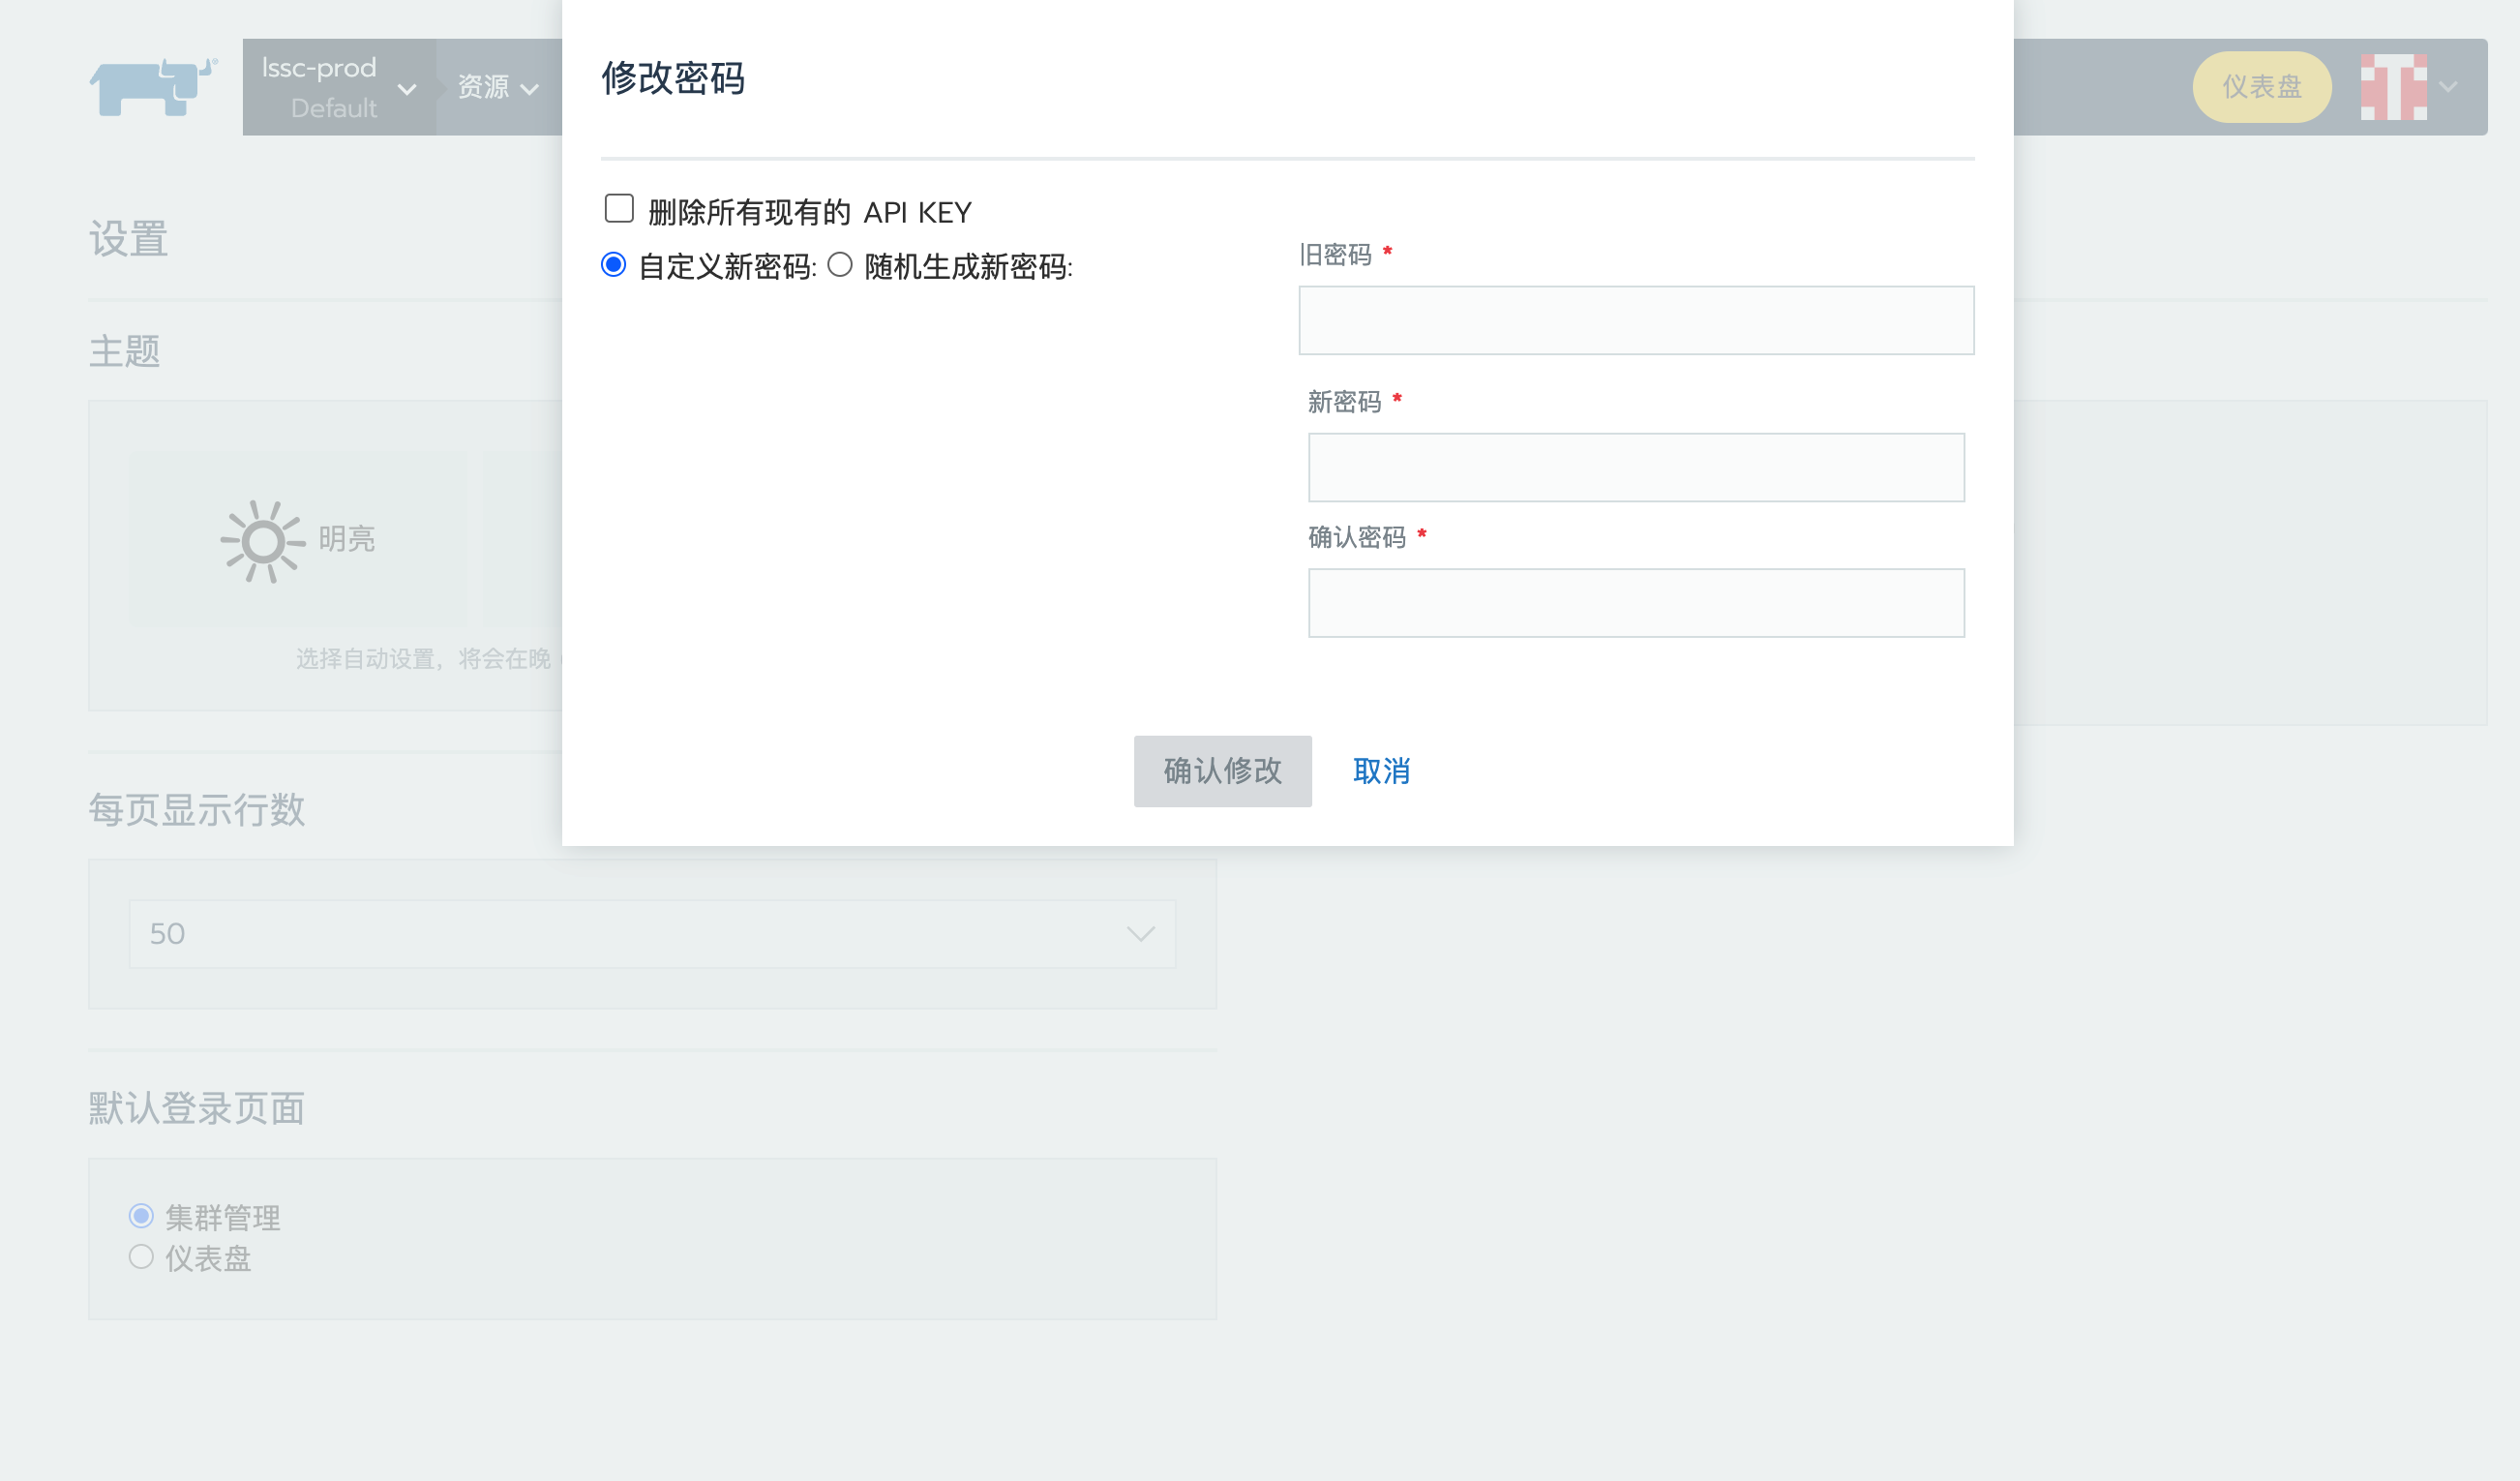 lssc-prod
Default
资源
仪表盘
修改密码
删除所有现有的 API KEY
自定义新密码: 随机生成新密码:
旧密码 *
新密码 *
确认密码 *
确认修改 取消
设置
主题
明亮
选择自动设置，将会在晚
每页显示行数
50
默认登录页面
集群管理
仪表盘